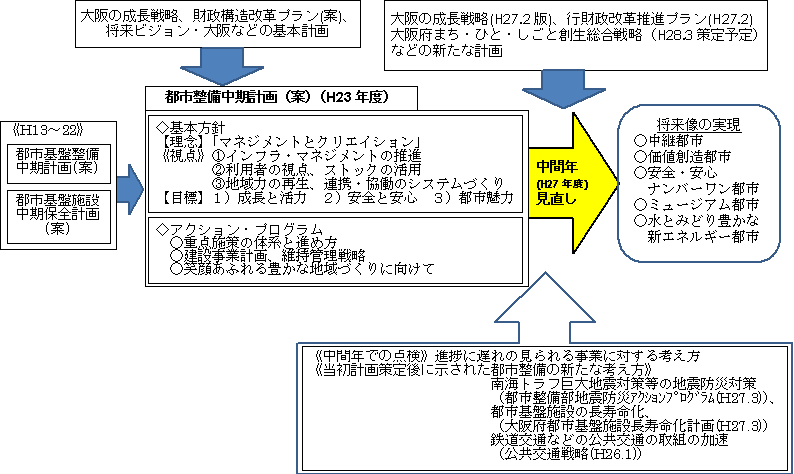 大阪の成長戦略、財政構造改革プラン(案)、
将来ビジョン・大阪などの基本計画
大阪の成長戦略(H27.2版)、行財政改革推進プラン(H27.2)
大阪府まち・ひと・しごと創生総合戦略（H28.3策定予定）
などの新たな計画
《H13～22》
都市基盤整備
中期計画(案)
都市基盤施設
中期保全計画
(案)
都市整備中期計画（案）（H23年度）
◇基本方針
【理念】「マネジメントとクリエイション」
《視点》①インフラ・マネジメントの推進
②利用者の視点、ストックの活用
③地域力の再生、連携・協働のシステムづくり
【目標】１）成長と活力　２）安全と安心　３）都市魅力
◇アクション・プログラム
○重点施策の体系と進め方
○建設事業計画、維持管理戦略
○笑顔あふれる豊かな地域づくりに向けて
中間年
(H27年度)
見直し
将来像の実現
○中継都市
○価値創造都市
○安全・安心
ナンバーワン都市
○ミュージアム都市
○水とみどり豊かな
新エネルギー都市
《中間年での点検》進捗に遅れの見られる事業に対する考え方
《当初計画策定後に示された都市整備の新たな考え方》
南海トラフ巨大地震対策等の地震防災対策
（都市整備部地震防災ｱｸｼｮﾝﾌﾟﾛｸﾞﾗﾑ(H27.3)）、
都市基盤施設の長寿命化、
（大阪府都市基盤施設長寿命化計画(H27.3)）
鉄道交通などの公共交通の取組の加速
（公共交通戦略(H26.1)）